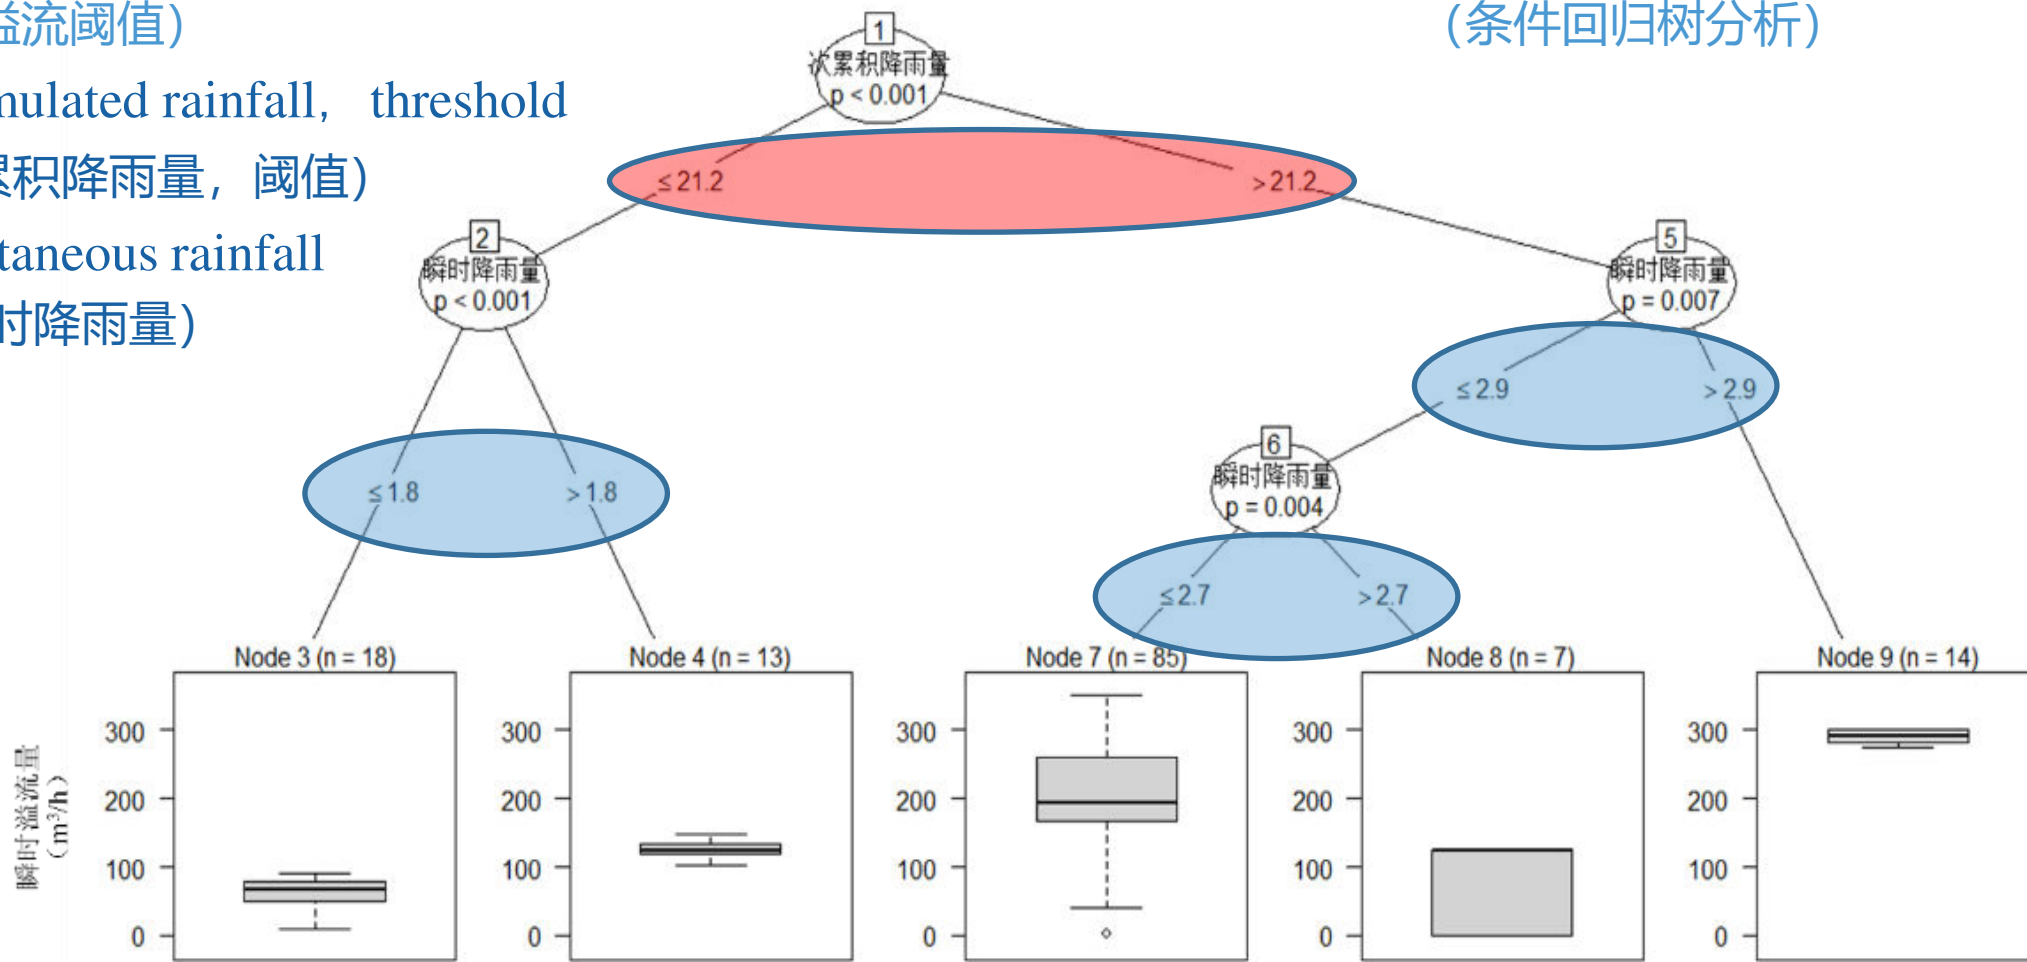 溢流阈值）
（条件回归树分析）
mulated rainfall， threshold
累积降雨量，阈值）
taneous rainfall
时降雨量）
1
次累积降雨量
p < 0.001
≤ 21.2
> 21.2
2
瞬时降雨量
p < 0.001
5
瞬时降雨量
p = 0.007
≤ 2.9
> 2.9
6
瞬时降雨量
p = 0.004
≤ 1.8
> 1.8
≤ 2.7
> 2.7
Node 3 (n = 18)
Node 4 (n = 13)
Node 7 (n = 85)
Node 8 (n = 7)
Node 9 (n = 14)
瞬时溢流量
（m³/h）
300
200
100
0
300
200
100
0
300
200
100
0
300
200
100
0
300
200
100
0